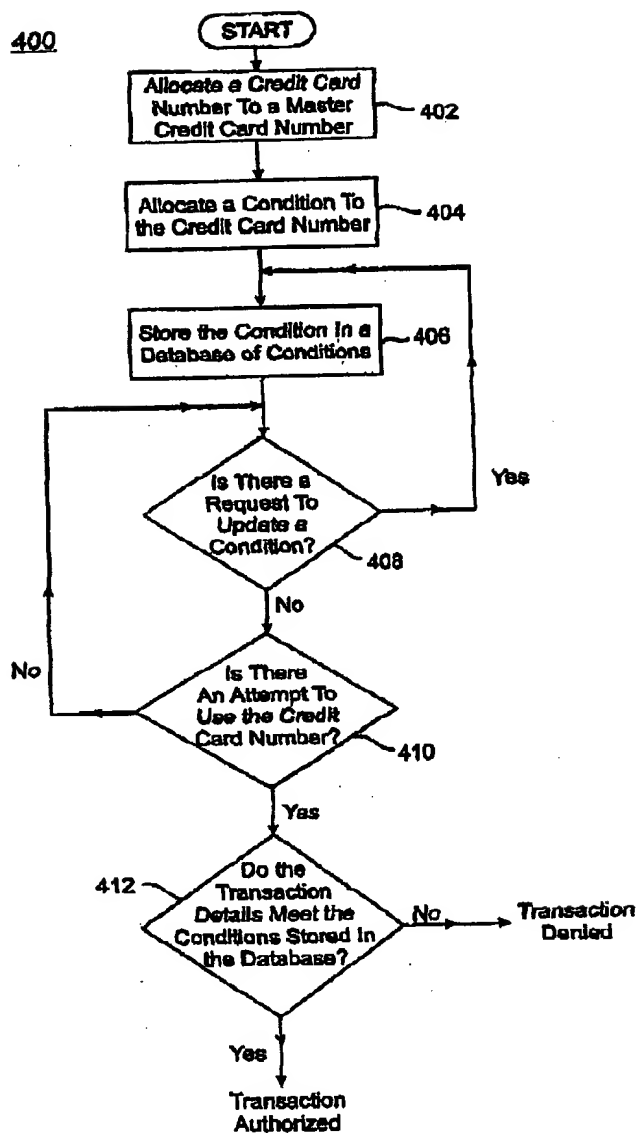 400
START
Allocate a Credit Card
Number To a Master
Credit Card Number
402
Allocate a Condition To
the Credit Card Number
404
Store the Condition in a
Database of Conditions
406
Is There a
Request To
Update a
Condition?
408
Yes
No
Is There
An Attempt To
Use the Credit
Card Number?
410
No
Yes
412
Do the
Transaction
Details Meet the
Conditions Stored in
the Database?
No
Transaction
Denied
Yes
Transaction
Authorized